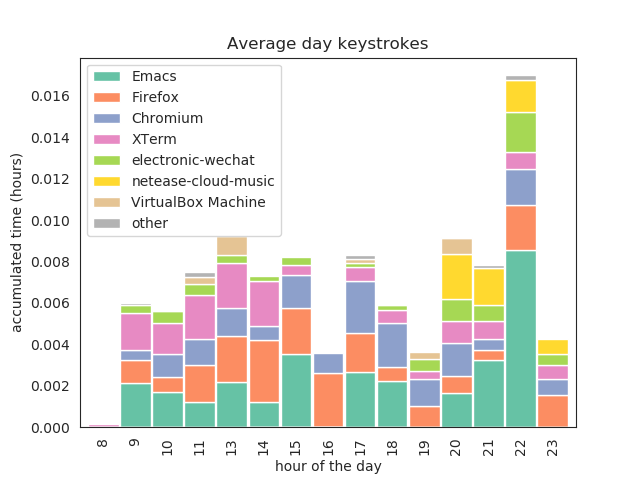 Average day keystrokes
Emacs
Firefox
Chromium
XTerm
electronic-wechat
netease-cloud-music
VirtualBox Machine
other
accumulated time (hours)
0.016
0.014
0.012
0.010
0.008
0.006
0.004
0.002
0.000
8 9 10 11 13 14 15 16 17 18 19 20 21 22 23
hour of the day